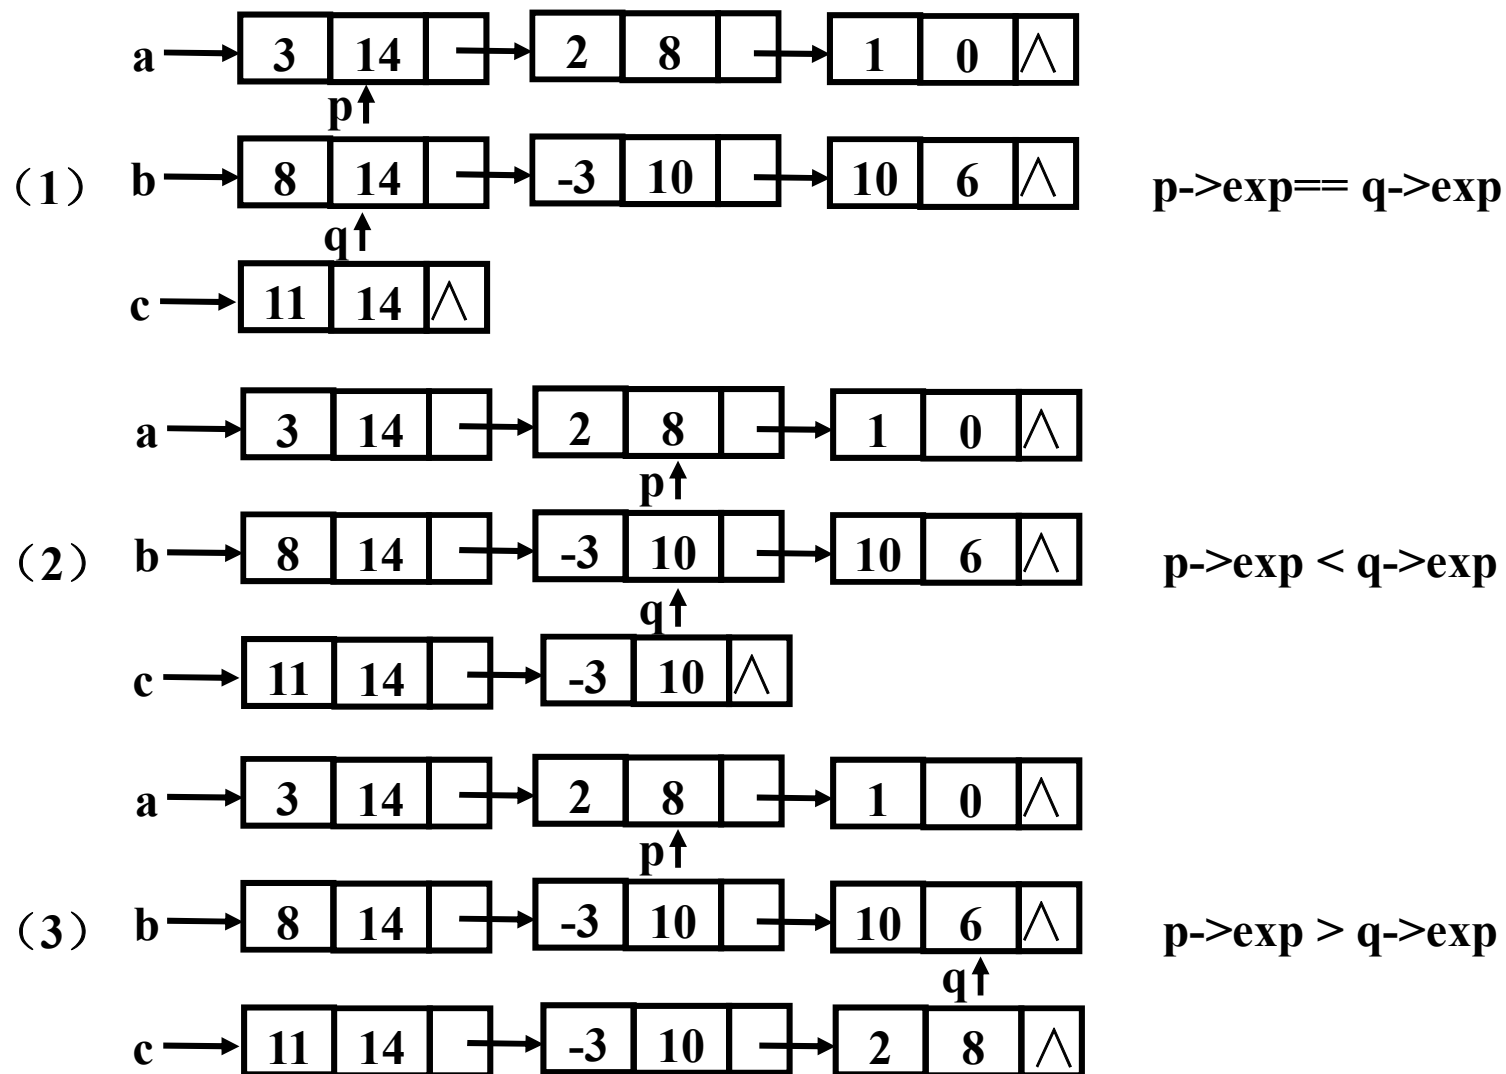 a 3 14 2 8 1 0 ∧
p
（1） b 8 14 -3 10 10 6 ∧ p->exp== q->exp
q
c 11 14 ∧
a 3 14 2 8 1 0 ∧
p
（2） b 8 14 -3 10 10 6 ∧ p->exp < q->exp
q
c 11 14 -3 10 ∧
a 3 14 2 8 1 0 ∧
p
（3） b 8 14 -3 10 10 6 ∧ p->exp > q->exp
q
c 11 14 -3 10 2 8 ∧